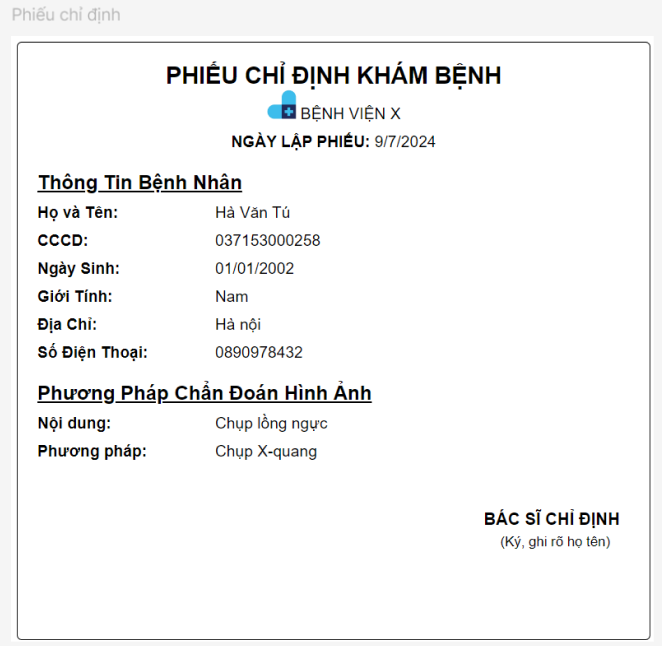 Phiếu chỉ định
PHIẾU CHỈ ĐỊNH KHÁM BỆNH
BỆNH VIỆN X
NGÀY LẬP PHIẾU: 9/7/2024
Thông Tin Bệnh Nhân
Họ và Tên: Hà Văn Tú
CCCD: 037153000258
Ngày Sinh: 01/01/2002
Giới Tính: Nam
Địa Chỉ: Hà nội
Số Điện Thoại: 0890978432
Phương Pháp Chẩn Đoán Hình Ảnh
Nội dung: Chụp lồng ngực
Phương pháp: Chụp X-quang
BÁC SĨ CHỈ ĐỊNH
(Ký, ghi rõ họ tên)